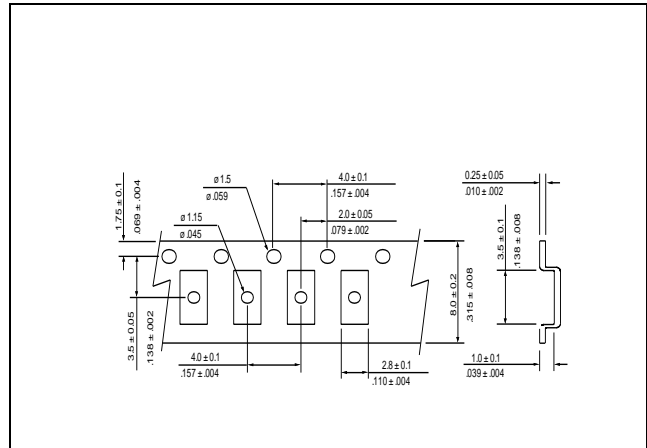 ø 1.5
ø .059
4.0 ± 0.1
.157 ± .004
0.25 ± 0.05
.010 ± .002
1.75 ± 0.1
.069 ± .004
ø 1.15
ø .045
2.0 ± 0.05
.079 ± .002
3.5 ± 0.1
.138 ± .008
8.0 ± 0.2
.315 ± .008
3.5 ± 0.05
.138 ± .002
4.0 ± 0.1
.157 ± .004
2.8 ± 0.1
.110 ± .004
1.0 ± 0.1
.039 ± .004